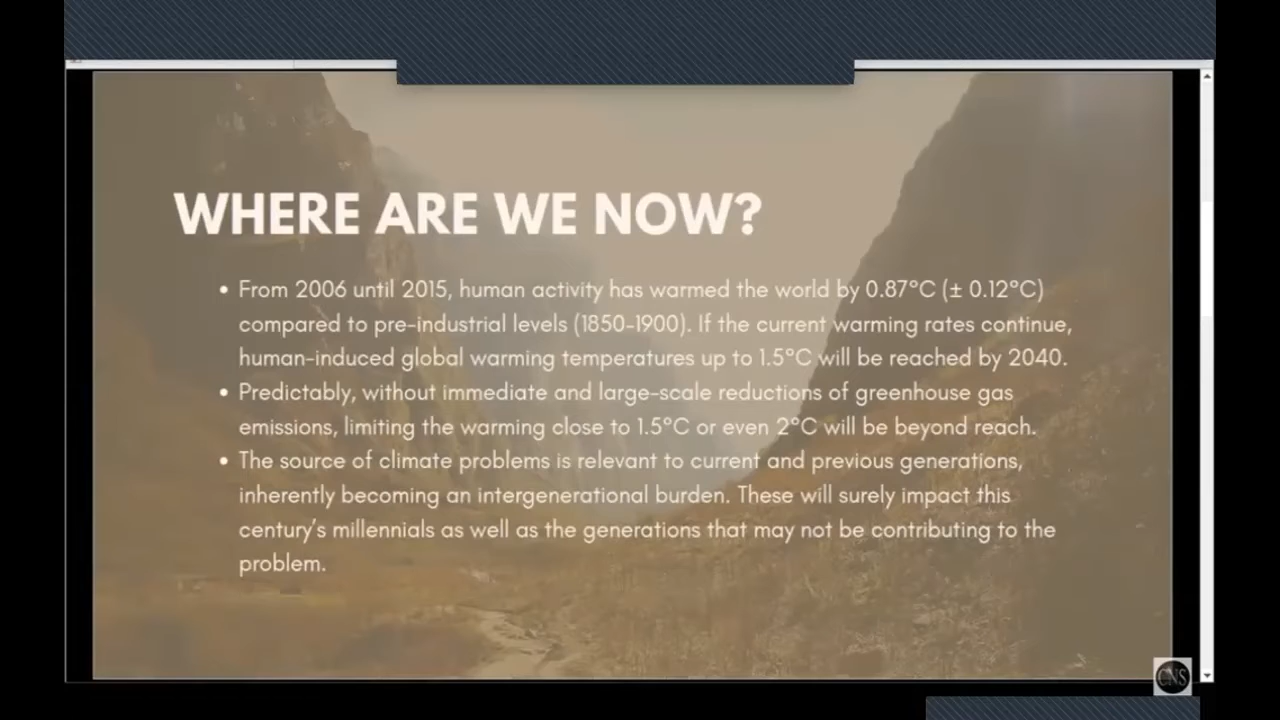 WHERE ARE WE NOW?
• From 2006 until 2015, human activity has warmed the world by 0.87°C (± 0.12°C)
compared to pre-industrial levels (1850-1900). If the current warming rates continue,
human-induced global warming temperatures up to 1.5°C will be reached by 2040.
• Predictably, without immediate and large-scale reductions of greenhouse gas
emissions, limiting the warming close to 1.5°C or even 2°C will be beyond reach.
• The source of climate problems is relevant to current and previous generations,
inherently becoming an intergenerational burden. These will surely impact this
century's millennials as well as the generations that may not be contributing to the
problem.
CNS